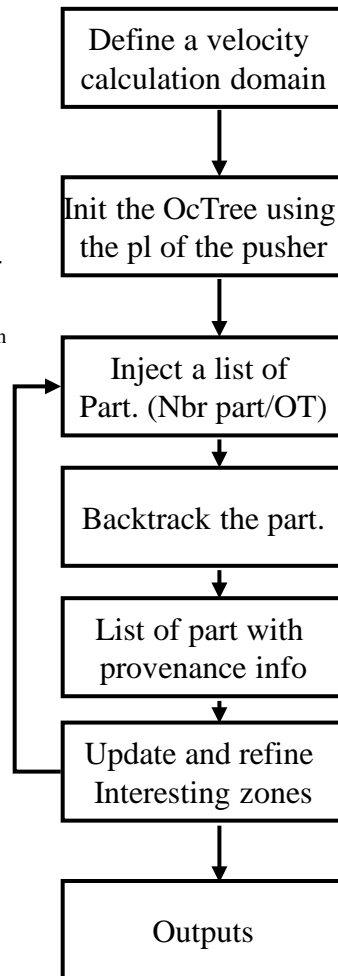 Define a velocity
calculation domain
Init the OcTree using
the pl of the pusher
Inject a list of
Part. (Nbr part/OT)
Backtrack the part.
List of part with
provenance info
Update and refine
Interesting zones
Outputs